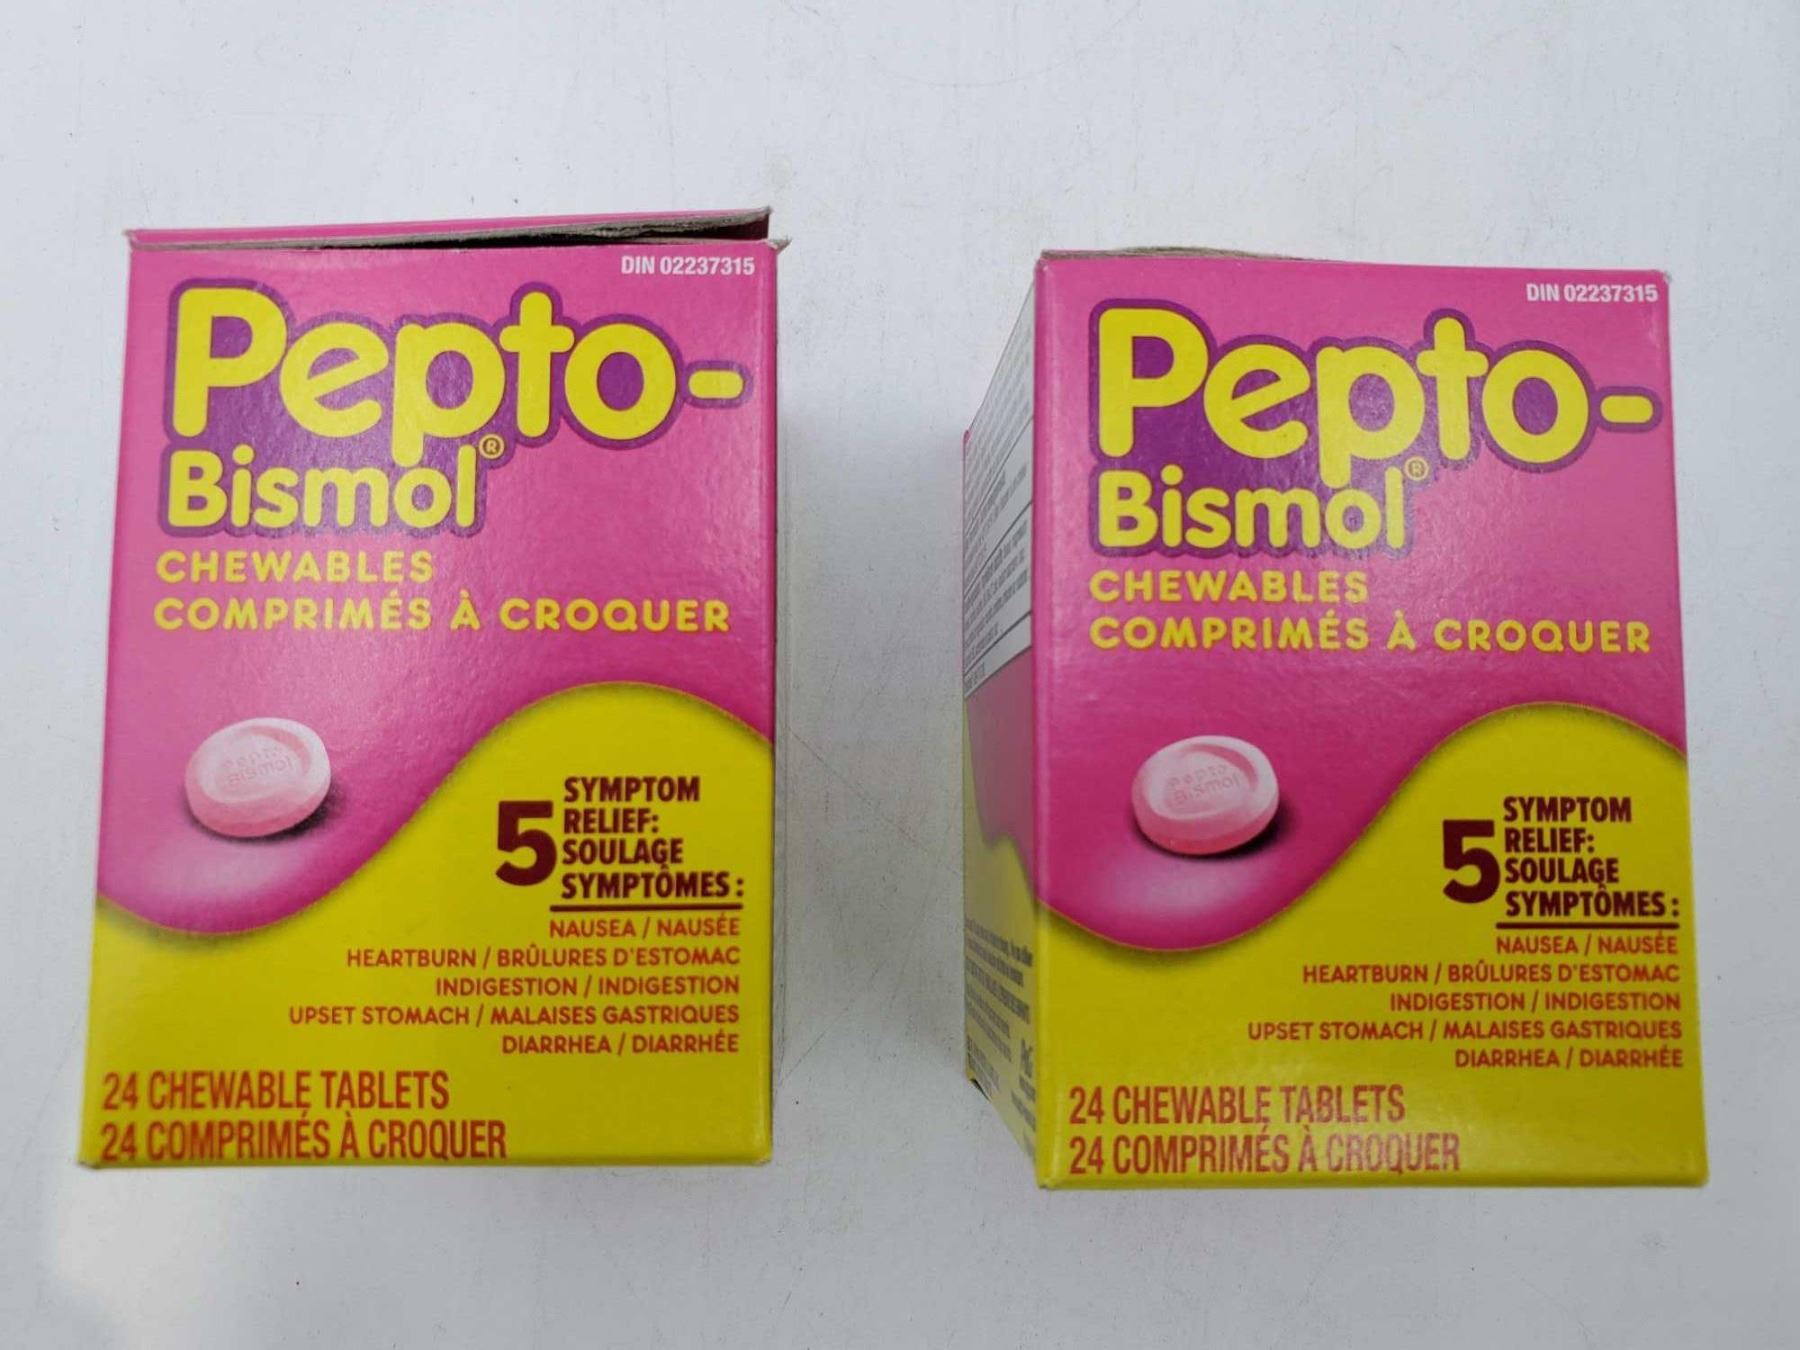 DIN 02237315
Pepto-
Bismol®
CHEWABLES
COMPRIMÉS À CROQUER
Pepto
Bismol
5 SYMPTOM
RELIEF:
SOULAGE
SYMPTÔMES :
NAUSEA / NAUSÉE
HEARTBURN / BRÛLURES D'ESTOMAC
INDIGESTION / INDIGESTION
UPSET STOMACH / MALAISES GASTRIQUES
DIARRHEA / DIARRHÉE
24 CHEWABLE TABLETS
24 COMPRIMÉS À CROQUER
DIN 02237315
Pepto-
Bismol®
CHEWABLES
COMPRIMÉS À CROQUER
Pepto
Bismol
5 SYMPTOM
RELIEF:
SOULAGE
SYMPTÔMES :
NAUSEA / NAUSÉE
HEARTBURN / BRÛLURES D'ESTOMAC
INDIGESTION / INDIGESTION
UPSET STOMACH / MALAISES GASTRIQUES
DIARRHEA / DIARRHÉE
24 CHEWABLE TABLETS
24 COMPRIMÉS À CROQUER